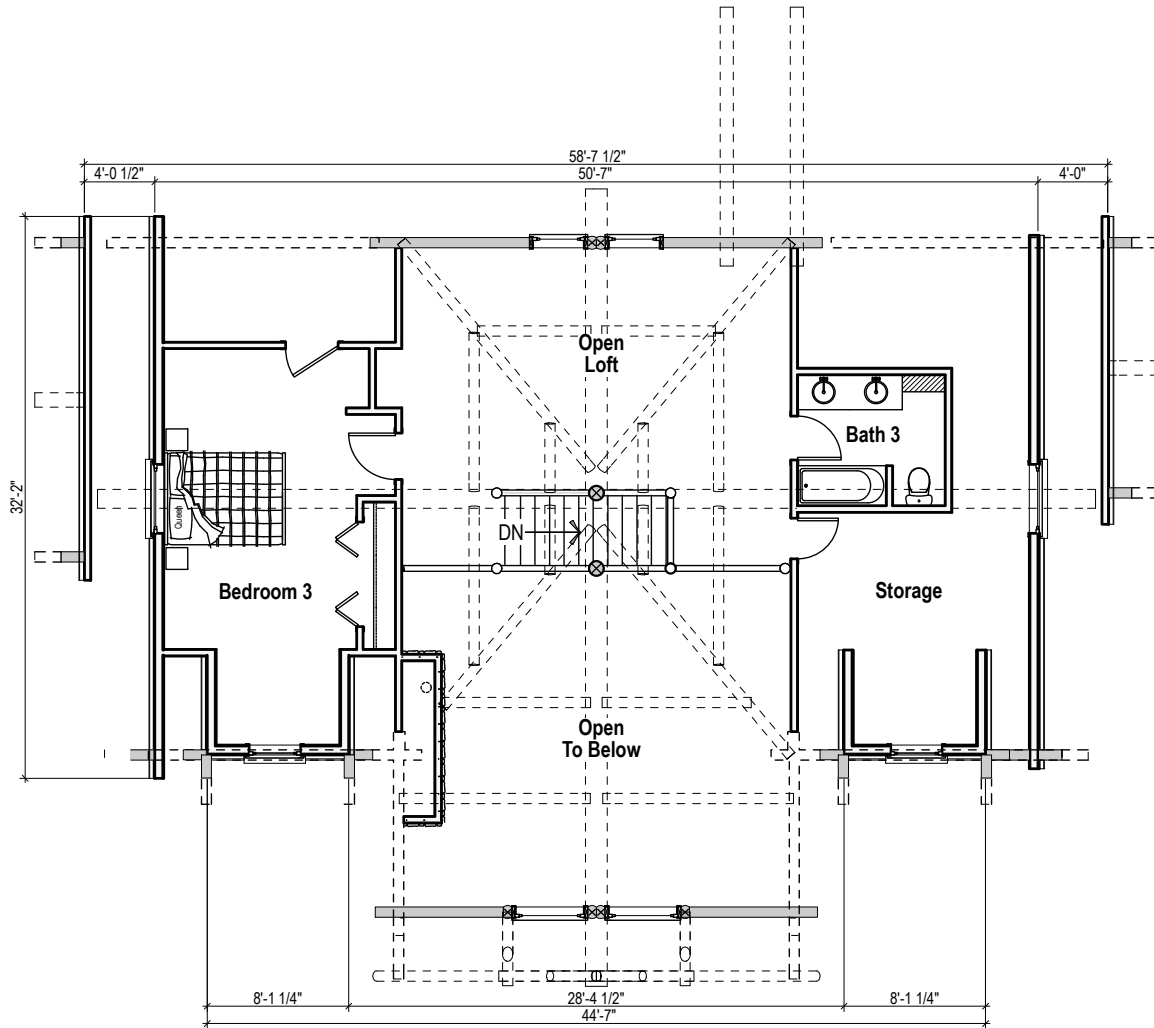 58'-7 1/2"
4'-0 1/2"
50'-7"
4'-0"
32'-2"
Open
Loft
Bath 3
Queen
DN
Bedroom 3
Storage
Open
To Below
8'-1 1/4"
28'-4 1/2"
8'-1 1/4"
44'-7"